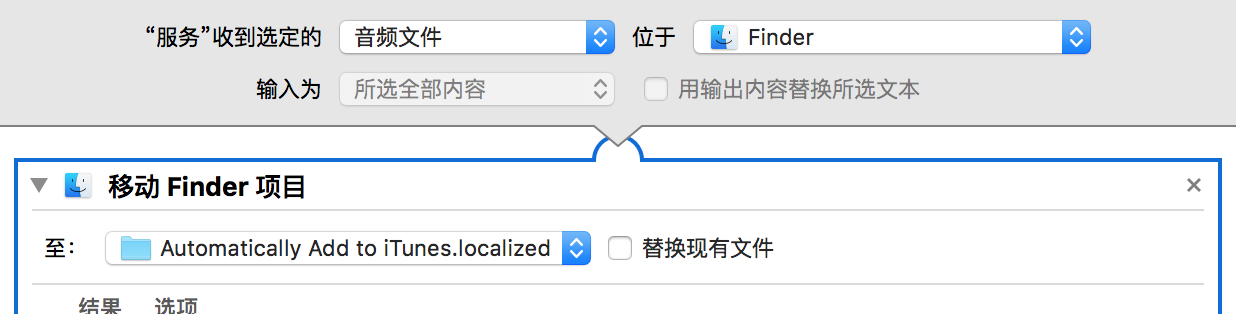 “服务”收到选定的 音频文件 位于 Finder
输入为 所选全部内容 用输出内容替换所选文本
移动 Finder 项目
至： Automatically Add to iTunes.localized 替换现有文件
结果 选项